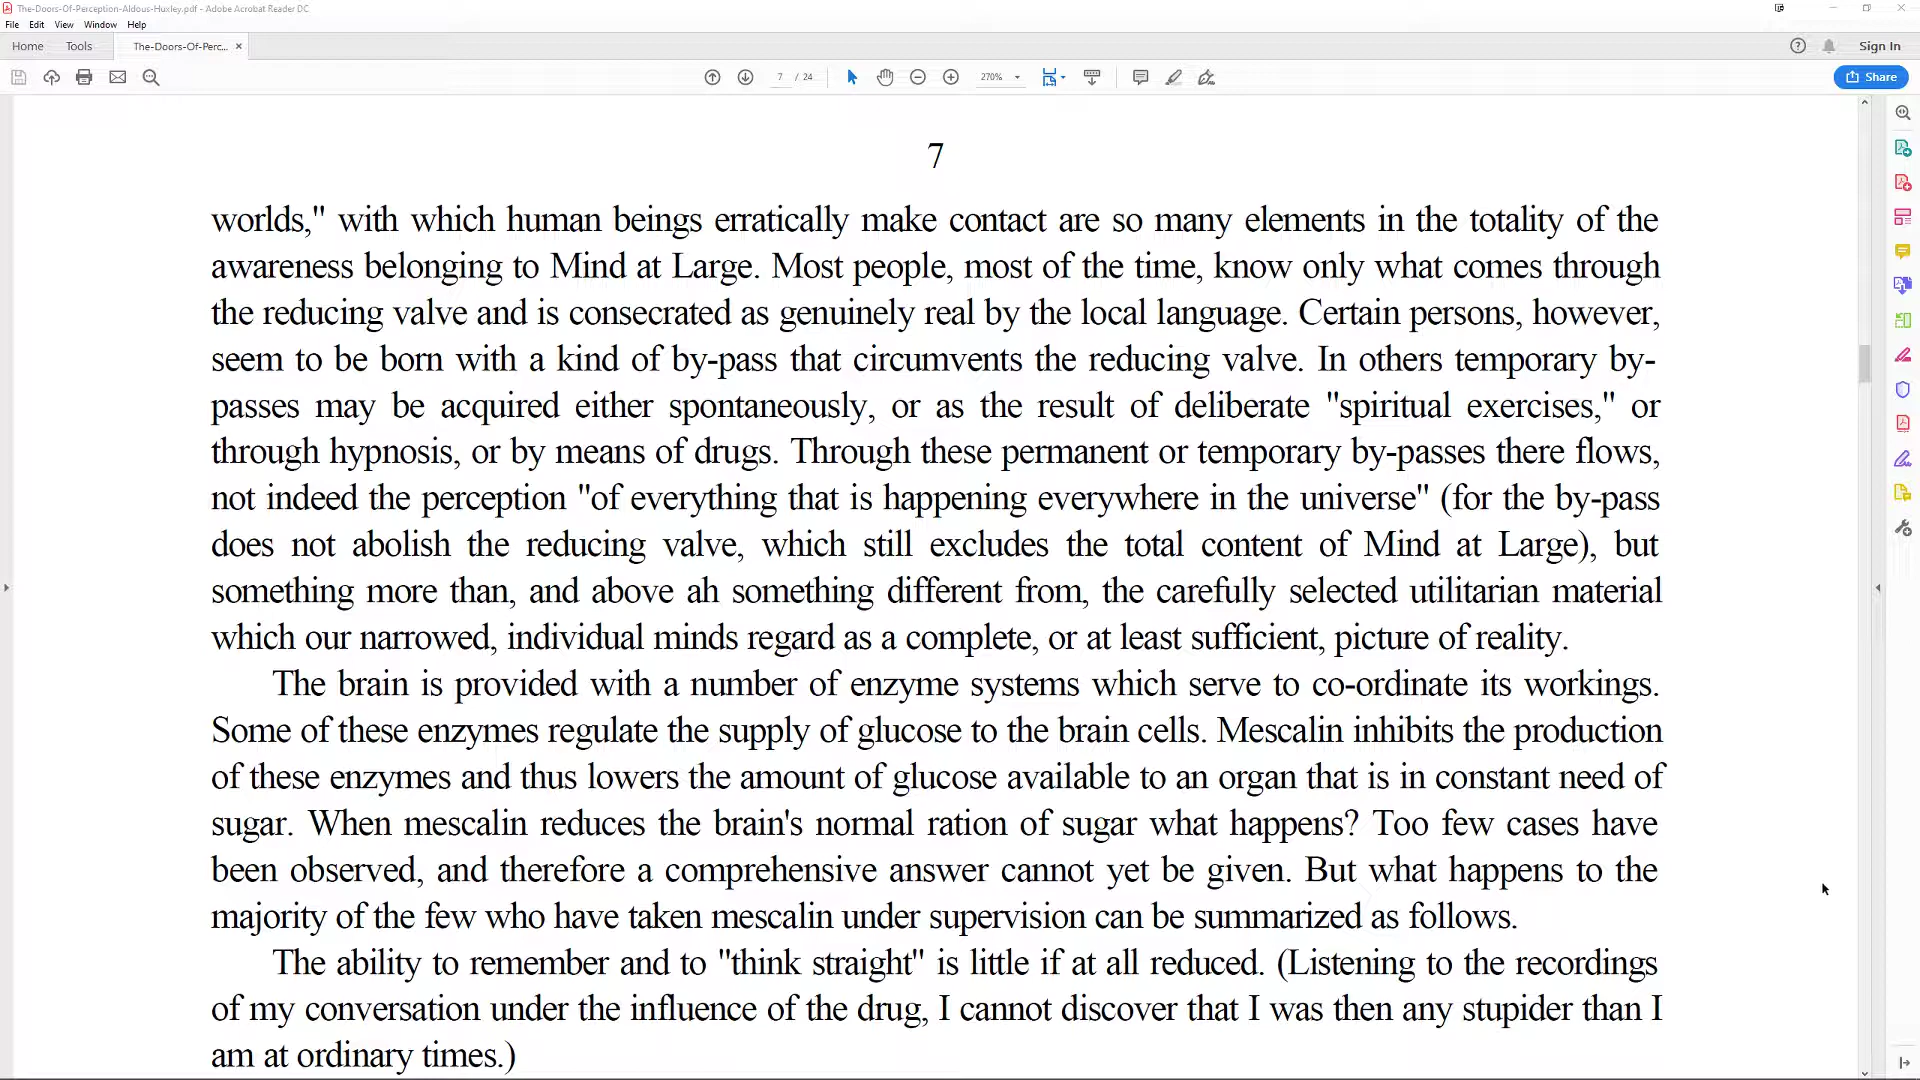 The-Doors-Of-Perception-Aldous-Huxley.pdf - Adobe Acrobat Reader DC
File Edit View Window Help
Home Tools The-Doors-Of-Perc... × Sign In
7 / 24 270% Share
7
worlds," with which human beings erratically make contact are so many elements in the totality of the
awareness belonging to Mind at Large. Most people, most of the time, know only what comes through
the reducing valve and is consecrated as genuinely real by the local language. Certain persons, however,
seem to be born with a kind of by-pass that circumvents the reducing valve. In others temporary by-
passes may be acquired either spontaneously, or as the result of deliberate "spiritual exercises," or
through hypnosis, or by means of drugs. Through these permanent or temporary by-passes there flows,
not indeed the perception "of everything that is happening everywhere in the universe" (for the by-pass
does not abolish the reducing valve, which still excludes the total content of Mind at Large), but
something more than, and above ah something different from, the carefully selected utilitarian material
which our narrowed, individual minds regard as a complete, or at least sufficient, picture of reality.
The brain is provided with a number of enzyme systems which serve to co-ordinate its workings.
Some of these enzymes regulate the supply of glucose to the brain cells. Mescalin inhibits the production
of these enzymes and thus lowers the amount of glucose available to an organ that is in constant need of
sugar. When mescalin reduces the brain's normal ration of sugar what happens? Too few cases have
been observed, and therefore a comprehensive answer cannot yet be given. But what happens to the
majority of the few who have taken mescalin under supervision can be summarized as follows.
The ability to remember and to "think straight" is little if at all reduced. (Listening to the recordings
of my conversation under the influence of the drug, I cannot discover that I was then any stupider than I
am at ordinary times.)